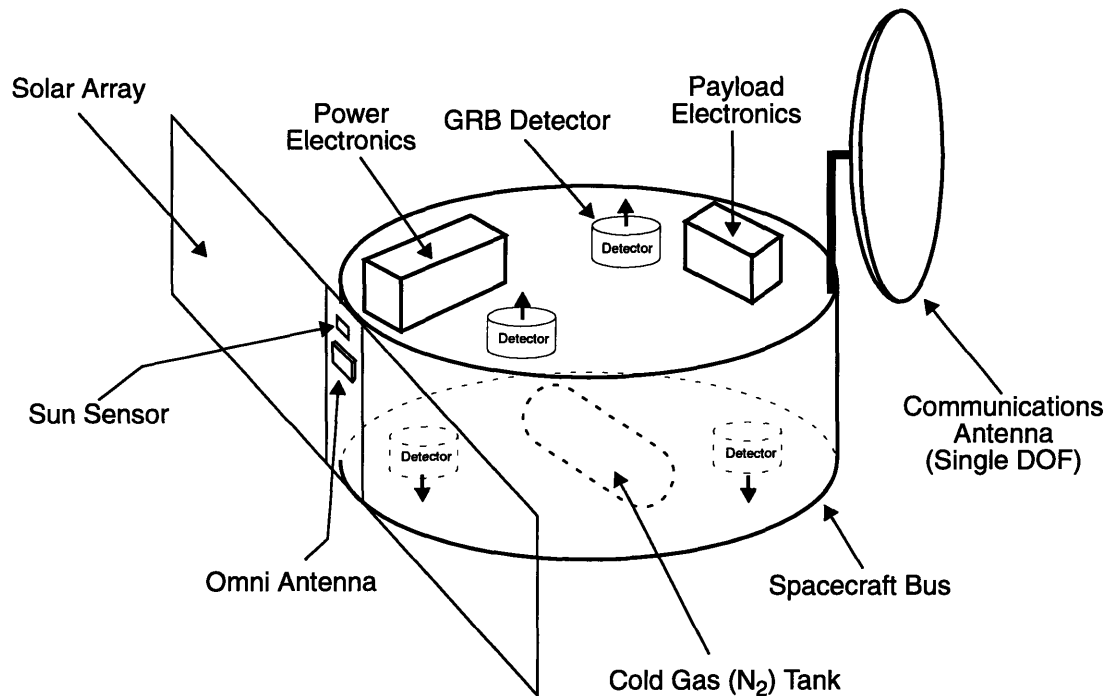 Solar Array
Power
Electronics
GRB Detector
Payload
Electronics
Detector
Detector
Sun Sensor
Detector
Detector
Communications
Antenna
(Single DOF)
Omni Antenna
Spacecraft Bus
Cold Gas (N₂) Tank